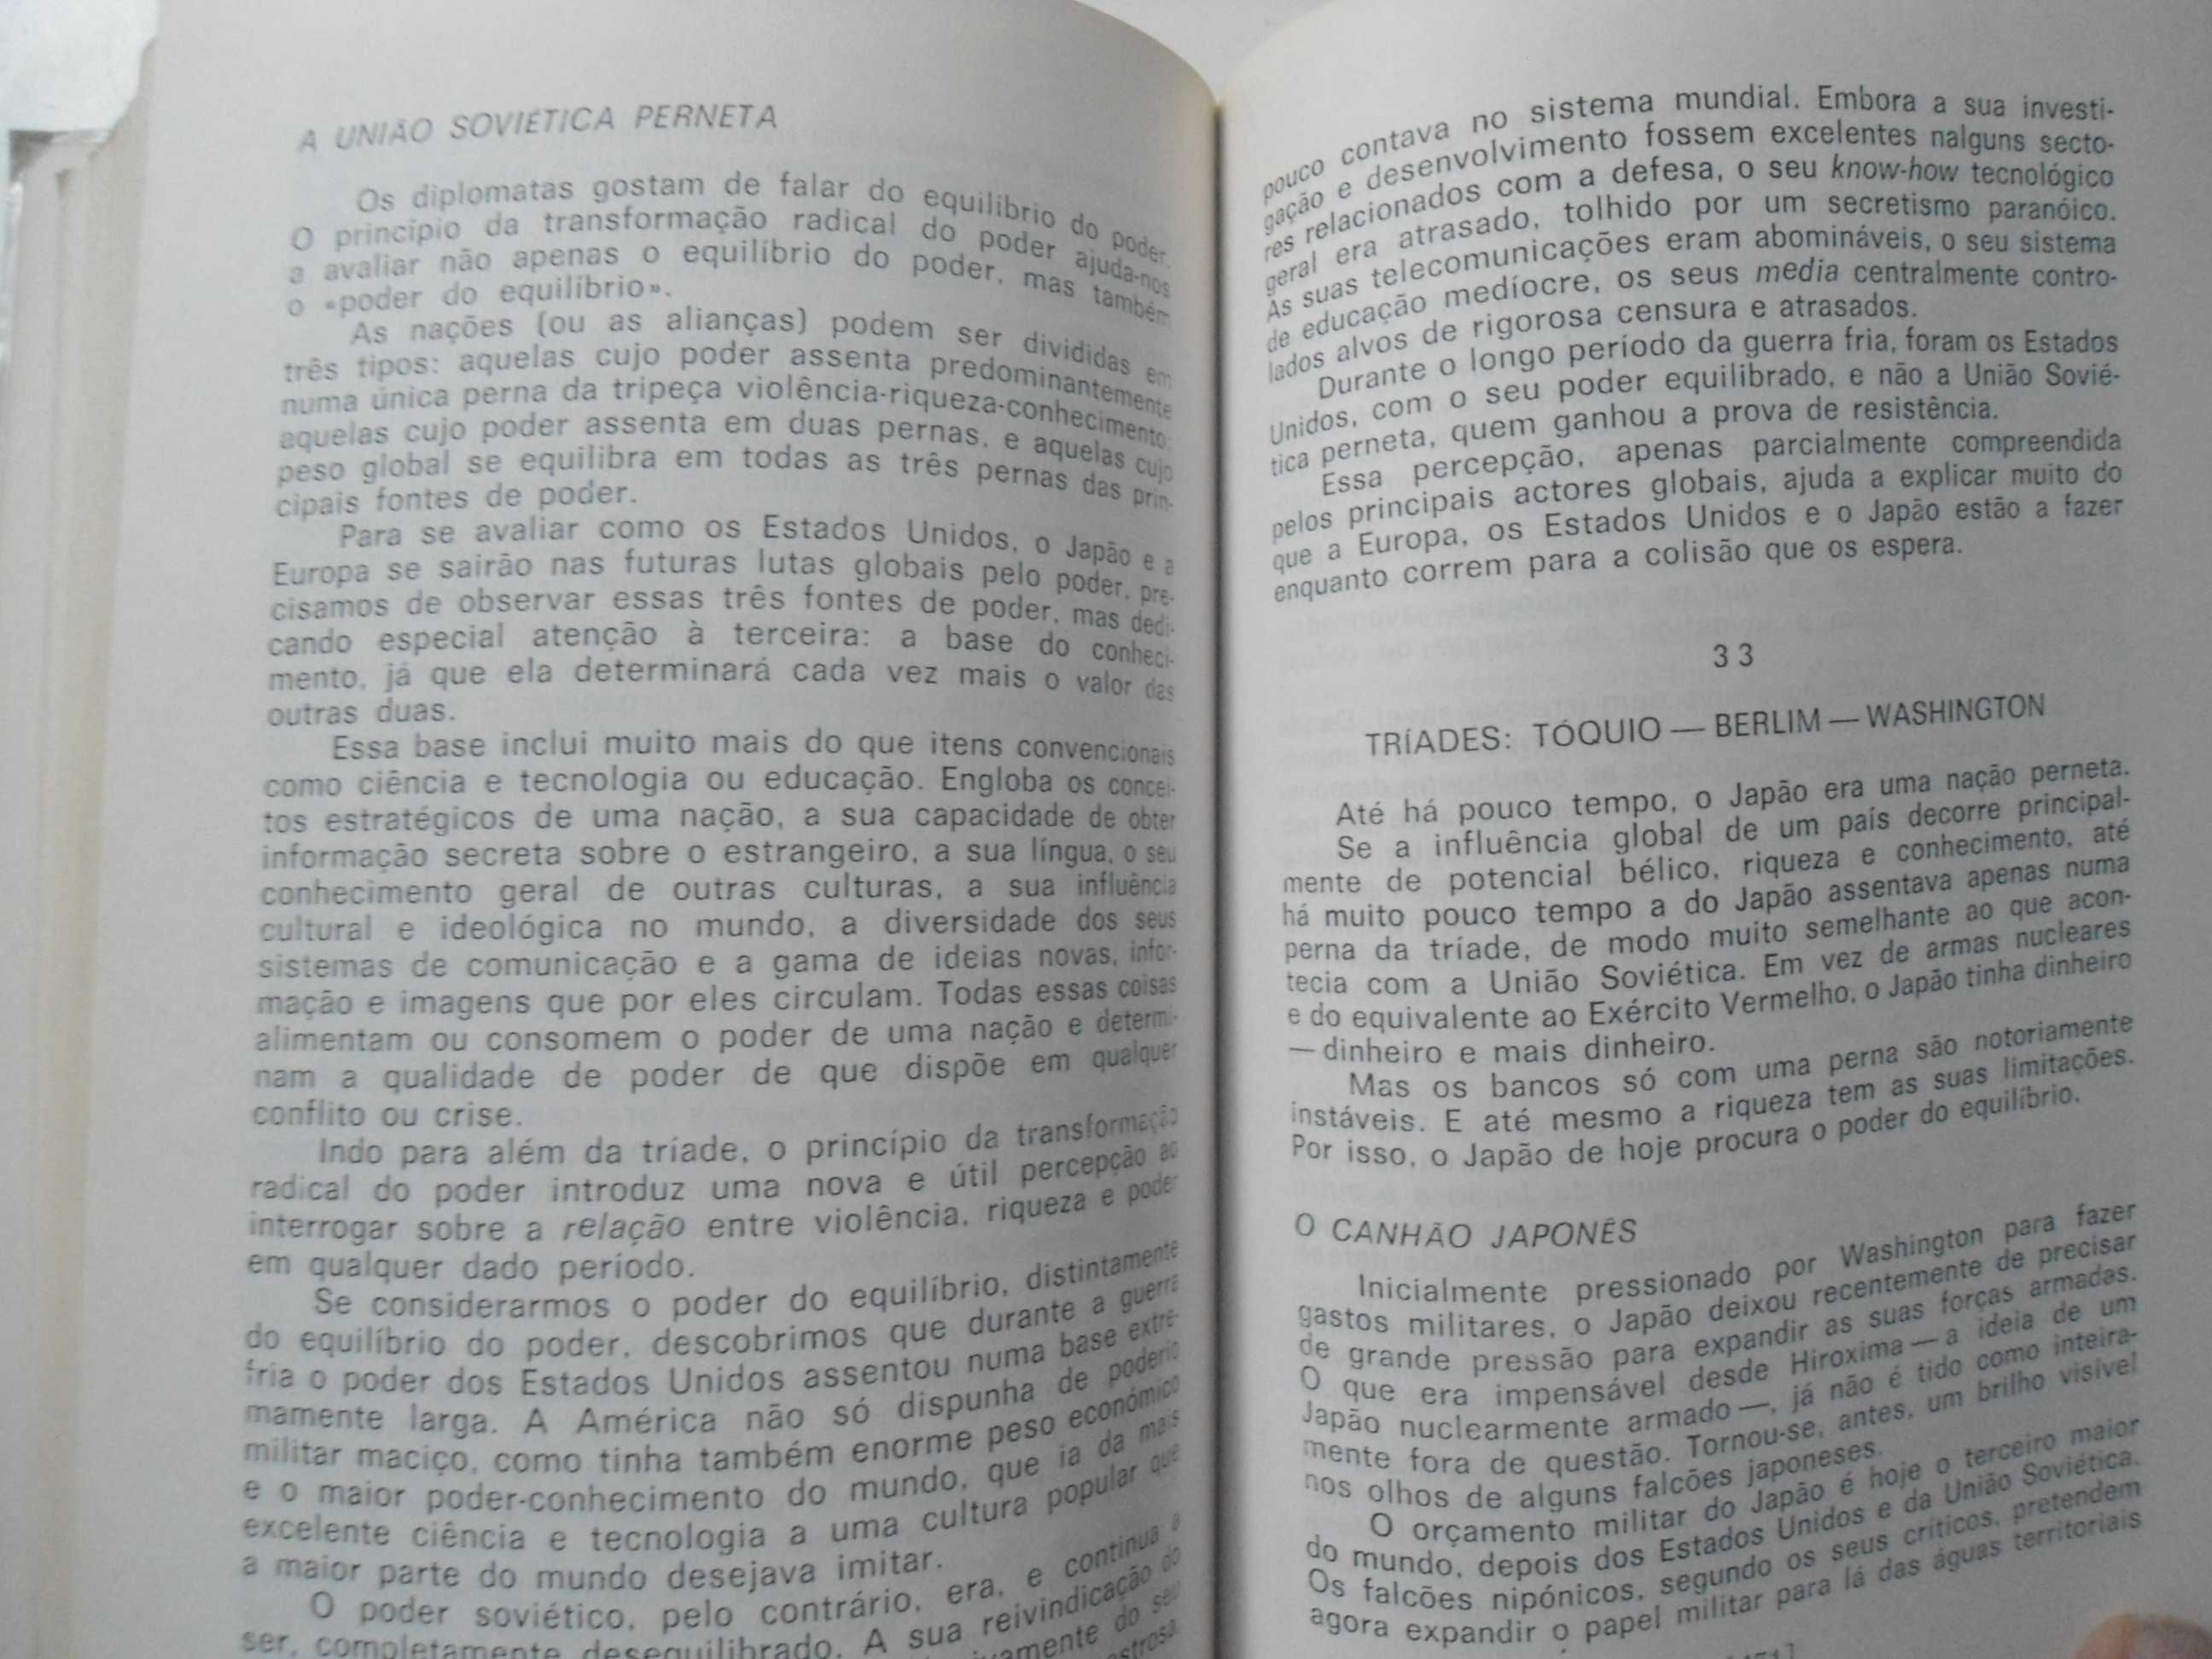 A UNIÃO SOVIÉTICA PERNETA
Os diplomatas gostam de falar do equilíbrio do poder.
O princípio da transformação radical do poder ajuda-nos
a avaliar não apenas o equilíbrio do poder, mas também
o «poder do equilíbrio».
As nações (ou as alianças) podem ser divididas em
três tipos: aquelas cujo poder assenta predominantemente
numa única perna da tripeça violência-riqueza-conhecimento;
aquelas cujo poder assenta em duas pernas, e aquelas cujo
peso global se equilibra em todas as três pernas das prin-
cipais fontes de poder.
Para se avaliar como os Estados Unidos, o Japão e a
Europa se sairão nas futuras lutas globais pelo poder, pre-
cisamos de observar essas três fontes de poder, mas dedi-
cando especial atenção à terceira: a base do conheci-
mento, já que ela determinará cada vez mais o valor das
outras duas.
Essa base inclui muito mais do que itens convencionais
como ciência e tecnologia ou educação. Engloba os concei-
tos estratégicos de uma nação, a sua capacidade de obter
informação secreta sobre o estrangeiro, a sua língua, o seu
conhecimento geral de outras culturas, a sua influência
cultural e ideológica no mundo, a diversidade dos seus
sistemas de comunicação e a gama de ideias novas, infor-
mação e imagens que por eles circulam. Todas essas coisas
alimentam ou consomem o poder de uma nação e determi-
nam a qualidade de poder de que dispõe em qualquer
conflito ou crise.
Indo para além da tríade, o princípio da transformação
radical do poder introduz uma nova e útil percepção ao
interrogar sobre a relação entre violência, riqueza e poder
em qualquer dado período.
Se considerarmos o poder do equilíbrio, distintamente
do equilíbrio do poder, descobrimos que durante a guerra
fria o poder dos Estados Unidos assentou numa base extre-
mamente larga. A América não só dispunha de poderio
militar maciço, como tinha também enorme peso económico
e o maior poder-conhecimento do mundo, que ia da mais
excelente ciência e tecnologia a uma cultura popular que
a maior parte do mundo desejava imitar.
O poder soviético, pelo contrário, era, e continua a
ser, completamente desequilibrado. A sua reivindicação do
do seu
pouco contava no sistema mundial. Embora a sua investi-
gação e desenvolvimento fossem excelentes nalguns secto-
res relacionados com a defesa, o seu know-how tecnológico
geral era atrasado, tolhido por um secretismo paranóico.
As suas telecomunicações eram abomináveis, o seu sistema
de educação medíocre, os seus media centralmente contro-
lados alvos de rigorosa censura e atrasados.
Durante o longo período da guerra fria, foram os Estados
Unidos, com o seu poder equilibrado, e não a União Sovié-
tica perneta, quem ganhou a prova de resistência.
Essa percepção, apenas parcialmente compreendida
pelos principais actores globais, ajuda a explicar muito do
que a Europa, os Estados Unidos e o Japão estão a fazer
enquanto correm para a colisão que os espera.
33
TRÍADES: TÓQUIO — BERLIM — WASHINGTON
Até há pouco tempo, o Japão era uma nação perneta.
Se a influência global de um país decorre principal-
mente de potencial bélico, riqueza e conhecimento, até
há muito pouco tempo a do Japão assentava apenas numa
perna da tríade, de modo muito semelhante ao que acon-
tecia com a União Soviética. Em vez de armas nucleares
e do equivalente ao Exército Vermelho, o Japão tinha dinheiro
— dinheiro e mais dinheiro.
Mas os bancos só com uma perna são notoriamente
instáveis. E até mesmo a riqueza tem as suas limitações.
Por isso, o Japão de hoje procura o poder do equilíbrio.
O CANHÃO JAPONÊS
Inicialmente pressionado por Washington para fazer
gastos militares, o Japão deixou recentemente de precisar
de grande pressão para expandir as suas forças armadas.
O que era impensável desde Hiroxima — a ideia de um
Japão nuclearmente armado —, já não é tido como inteira-
mente fora de questão. Tornou-se, antes, um brilho visível
nos olhos de alguns falcões japoneses.
O orçamento militar do Japão é hoje o terceiro maior
do mundo, depois dos Estados Unidos e da União Soviética.
Os falcões nipónicos, segundo os seus críticos, pretendem
agora expandir o papel militar para lá das águas territoriais